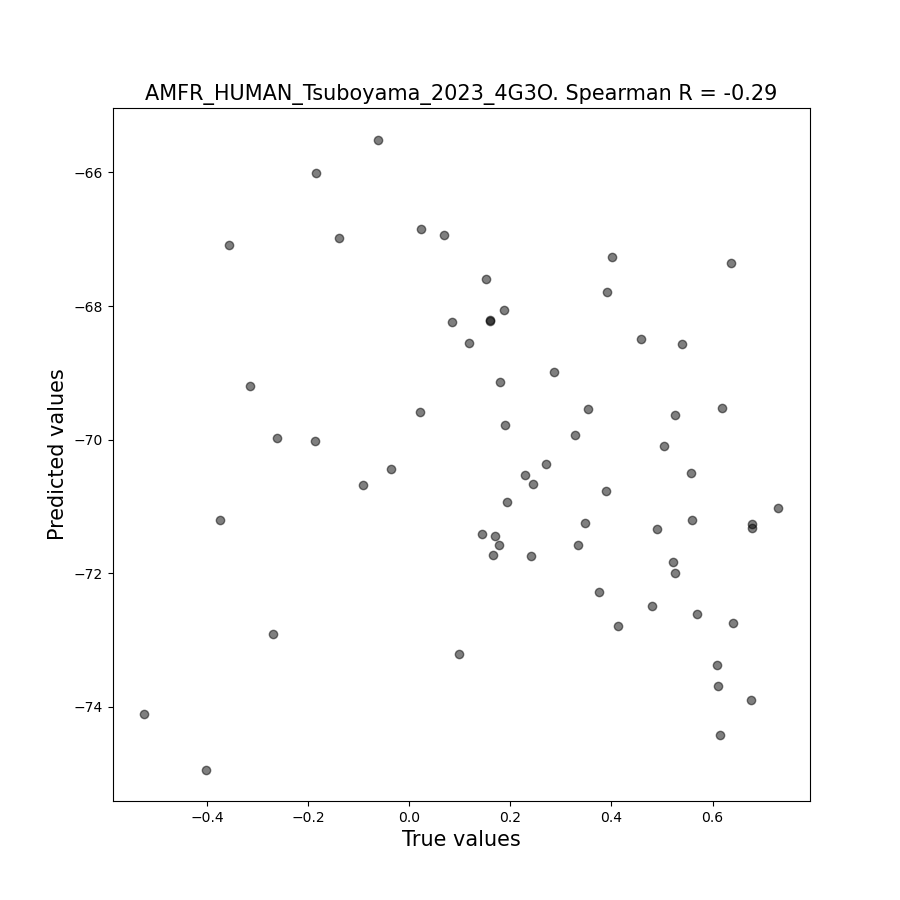 AMFR_HUMAN_Tsuboyama_2023_4G3O. Spearman R = -0.29
Predicted values
−66
−68
−70
−72
−74
−0.4 −0.2 0.0 0.2 0.4 0.6
True values